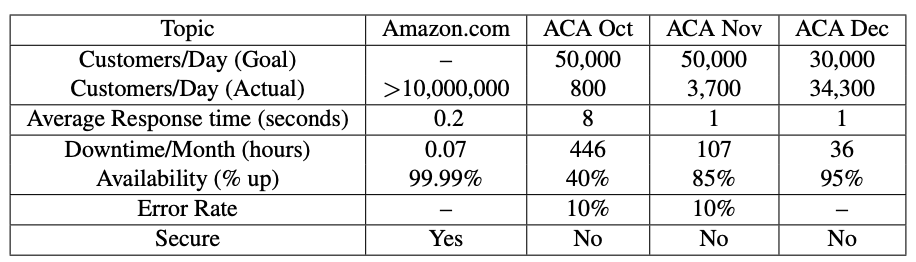 Topic Amazon.com ACA Oct ACA Nov ACA Dec
Customers/Day (Goal) – 50,000 50,000 30,000
Customers/Day (Actual) >10,000,000 800 3,700 34,300
Average Response time (seconds) 0.2 8 1 1
Downtime/Month (hours) 0.07 446 107 36
Availability (% up) 99.99% 40% 85% 95%
Error Rate – 10% 10% –
Secure Yes No No No